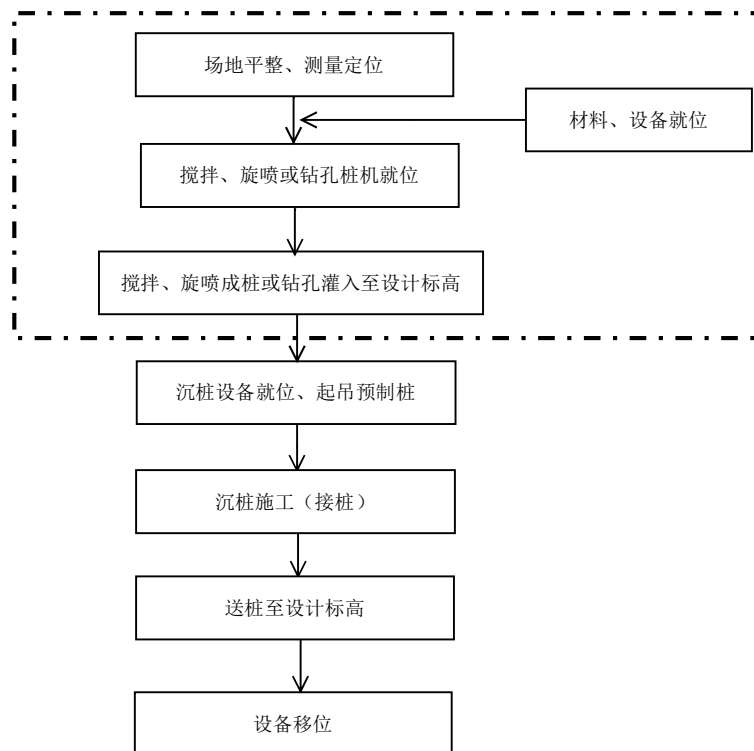 场地平整、测量定位
材料、设备就位
搅拌、旋喷或钻孔桩机就位
搅拌、旋喷成桩或钻孔灌入至设计标高
沉桩设备就位、起吊预制桩
沉桩施工（接桩）
送桩至设计标高
设备移位